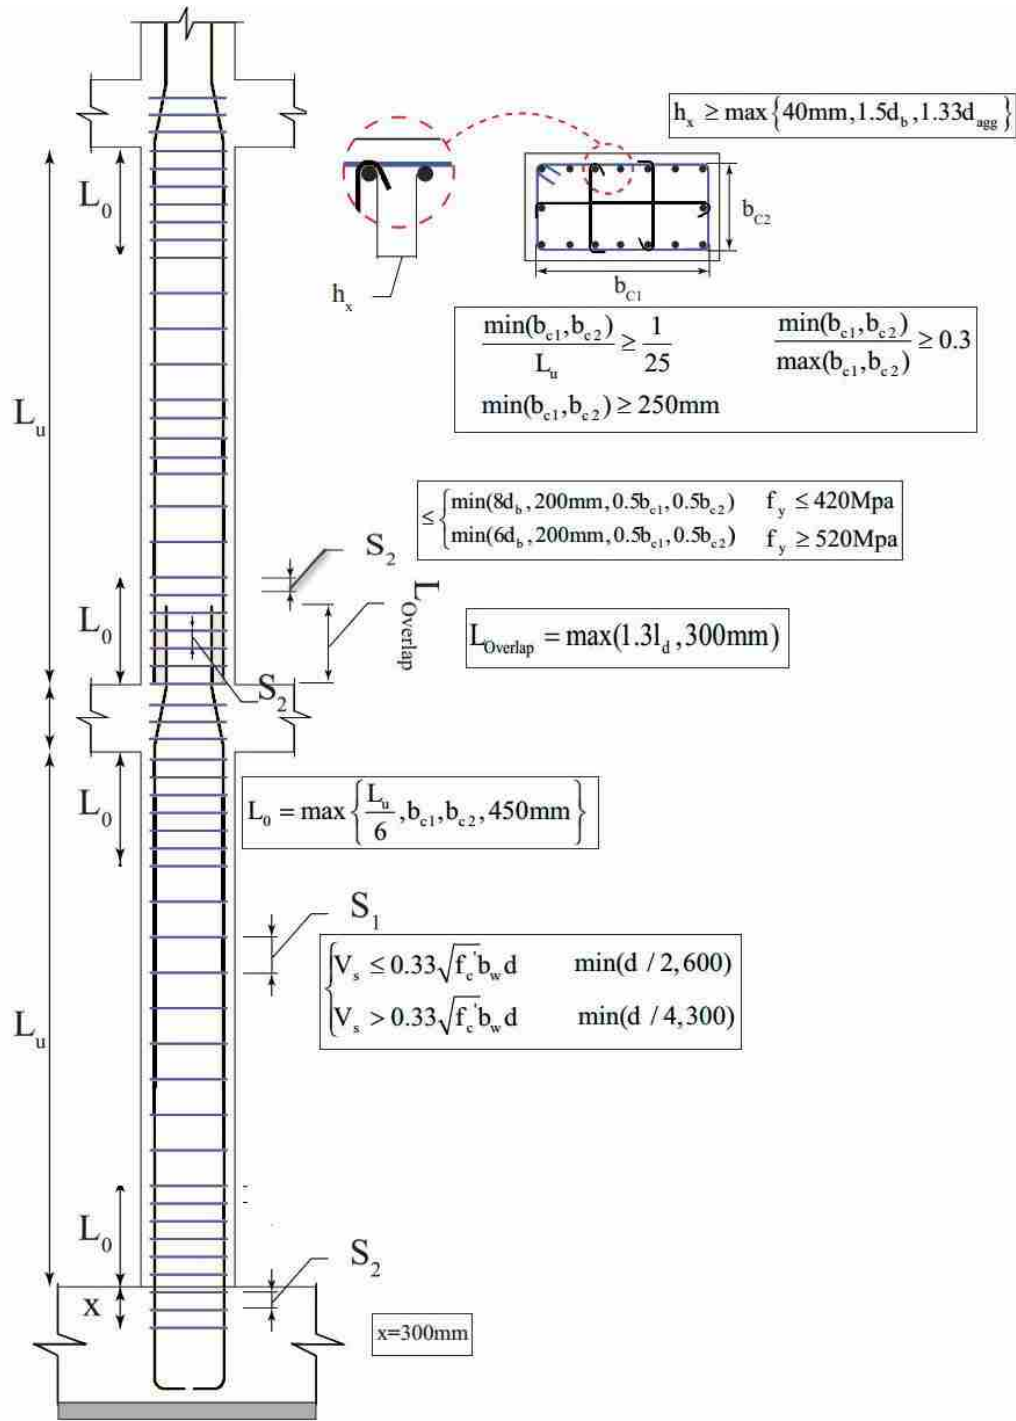 h_x ≥ max{40mm, 1.5d_b, 1.33d_agg}
L_0
b_C2
h_x
b_C1
min(b_c1, b_c2) / L_u ≥ 1/25
min(b_c1, b_c2) / max(b_c1, b_c2) ≥ 0.3
min(b_c1, b_c2) ≥ 250mm
L_u
≤ { min(8d_b, 200mm, 0.5b_c1, 0.5b_c2) f_y ≤ 420Mpa
min(6d_b, 200mm, 0.5b_c1, 0.5b_c2) f_y ≥ 520Mpa
S_2
L_Overlap
L_0
L_Overlap = max(1.3l_d, 300mm)
S_2
L_0
L_0 = max{L_u/6, b_c1, b_c2, 450mm}
S_1
{ V_s ≤ 0.33√f_c' b_w d min(d / 2, 600)
V_s > 0.33√f_c' b_w d min(d / 4, 300)
L_u
L_0
S_2
x
x=300mm